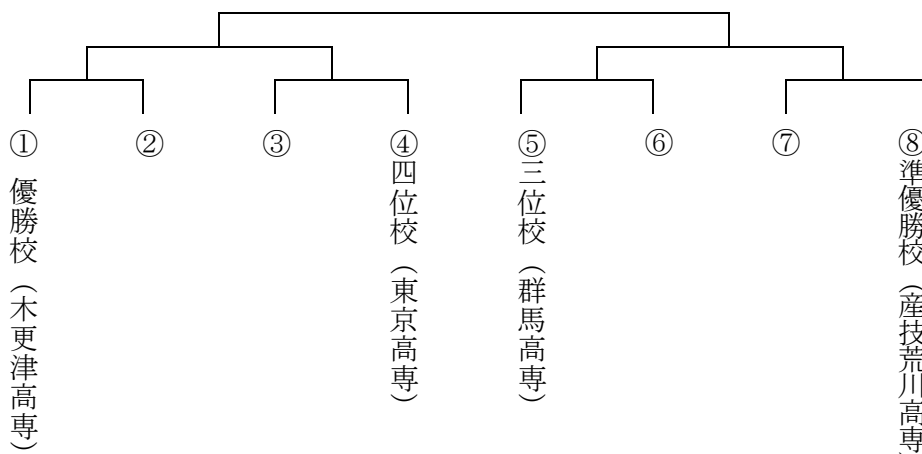 ①
優勝校(木更津高専)
②
③
④
四位校(東京高専)
⑤
三位校(群馬高専)
⑥
⑦
⑧
準優勝校(産技荒川高専)